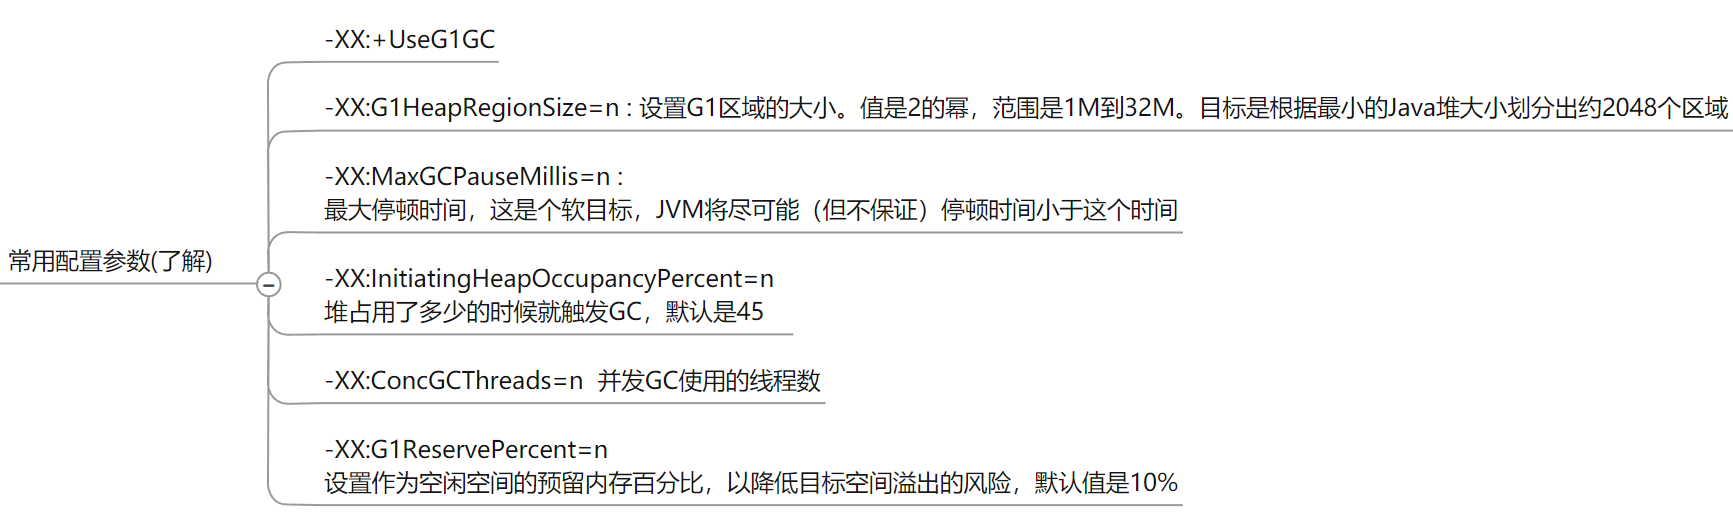 -XX:+UseG1GC
-XX:G1HeapRegionSize=n : 设置G1区域的大小。值是2的幂，范围是1M到32M。目标是根据最小的Java堆大小划分出约2048个区域
-XX:MaxGCPauseMillis=n :
最大停顿时间，这是个软目标，JVM将尽可能（但不保证）停顿时间小于这个时间
常用配置参数(了解)
-XX:InitiatingHeapOccupancyPercent=n
堆占用了多少的时候就触发GC，默认是45
-XX:ConcGCThreads=n  并发GC使用的线程数
-XX:G1ReservePercent=n
设置作为空闲空间的预留内存百分比，以降低目标空间溢出的风险，默认值是10%